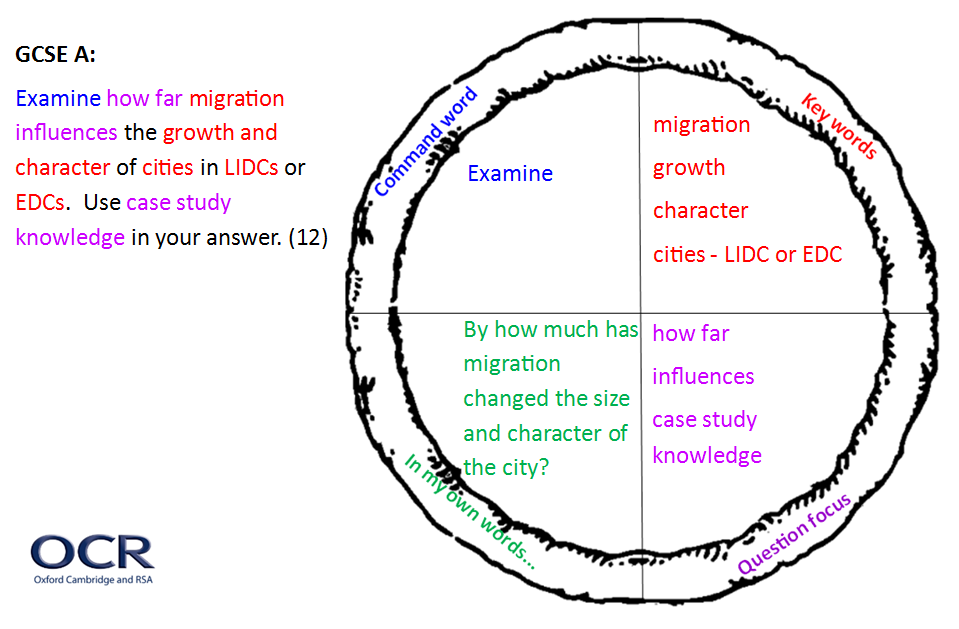 GCSE A:
Examine how far migration
influences the growth and
character of cities in LIDCs or
EDCs.  Use case study
knowledge in your answer. (12)
Command word
Examine
Key words
migration
growth
character
cities - LIDC or EDC
By how much has
migration
changed the size
and character of
the city?
In my own words...
how far
influences
case study
knowledge
Question focus
OCR
Oxford Cambridge and RSA